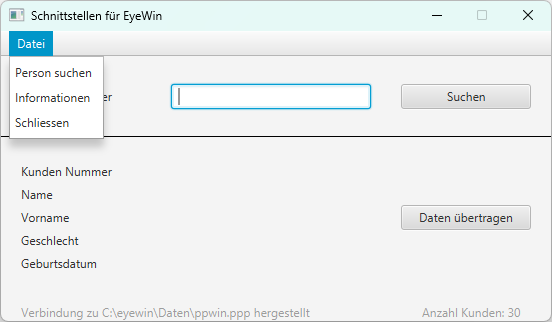 Schnittstellen für EyeWin
Datei
Person suchen
Informationen
Schliessen
er
Suchen
Kunden Nummer
Name
Vorname
Daten übertragen
Geschlecht
Geburtsdatum
Verbindung zu C:\eyewin\Daten\ppwin.ppp hergestellt
Anzahl Kunden: 30